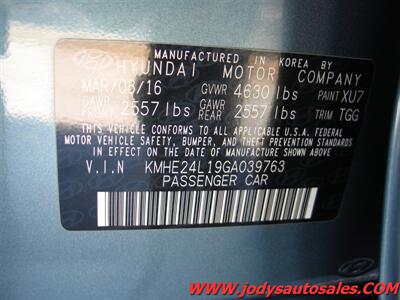 MANUFACTURED IN KOREA BY
HYUNDAI MOTOR COMPANY
MAR/08/16 GVWR 4630 lbs PAINT XU7
GAWR FRT 2557 lbs GAWR REAR 2557 lbs TRIM TGG
THIS VEHICLE CONFORMS TO ALL APPLICABLE U.S.A. FEDERAL
MOTOR VEHICLE SAFETY, BUMPER, AND THEFT PREVENTION
STANDARDS IN EFFECT ON THE DATE OF MANUFACTURE SHOWN ABOVE.
V.I.N KMHE24L19GA039763
PASSENGER CAR
www.jodysautosales.COM